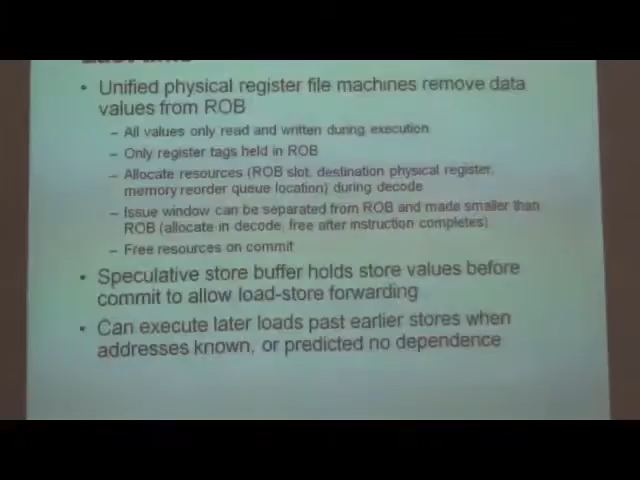 • Unified physical register file machines remove data
values from ROB
– All values only read and written during execution
– Only register tags held in ROB
– Allocate resources (ROB slot, destination physical register,
memory reorder queue location) during decode
– Issue window can be separated from ROB and made smaller than
ROB (allocate in decode, free after instruction completes)
– Free resources on commit
• Speculative store buffer holds store values before
commit to allow load-store forwarding
• Can execute later loads past earlier stores when
addresses known, or predicted no dependence